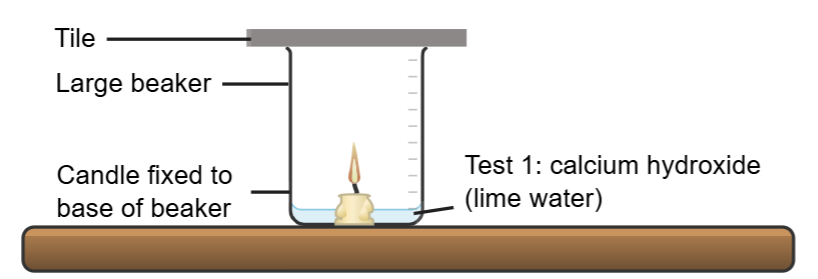 Tile
Large beaker
Candle fixed to
base of beaker
Test 1: calcium hydroxide
(lime water)